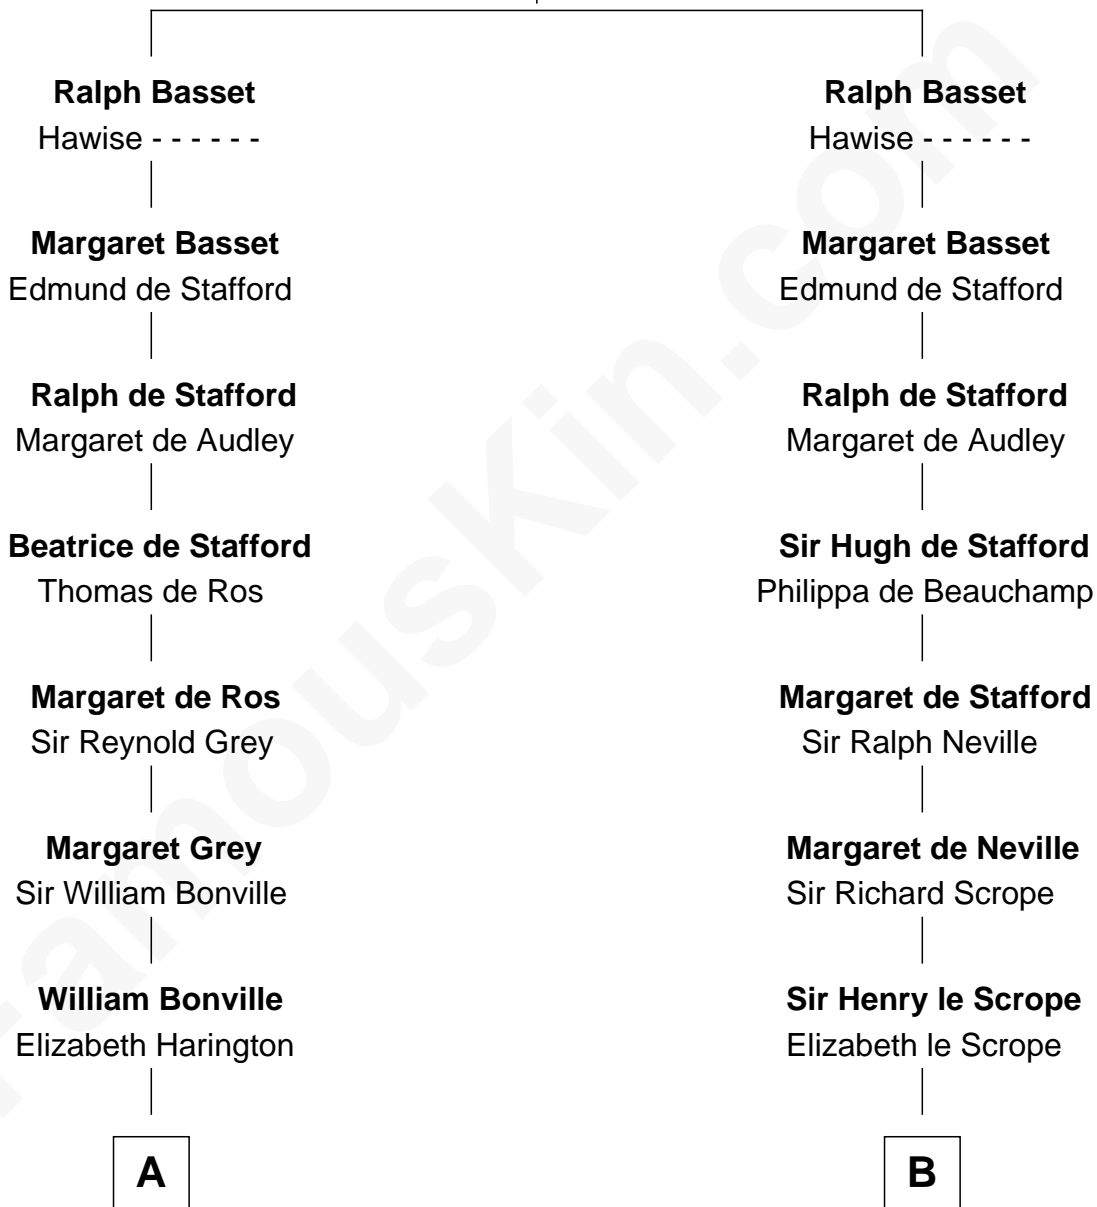 Ralph Basset
Hawise - - - - - -
Margaret Basset
Edmund de Stafford
Ralph de Stafford
Margaret de Audley
Beatrice de Stafford
Thomas de Ros
Margaret de Ros
Sir Reynold Grey
Margaret Grey
Sir William Bonville
William Bonville
Elizabeth Harington
A
Ralph Basset
Hawise - - - - - -
Margaret Basset
Edmund de Stafford
Ralph de Stafford
Margaret de Audley
Sir Hugh de Stafford
Philippa de Beauchamp
Margaret de Stafford
Sir Ralph Neville
Margaret de Neville
Sir Richard Scrope
Sir Henry le Scrope
Elizabeth le Scrope
B
FamousKin.com